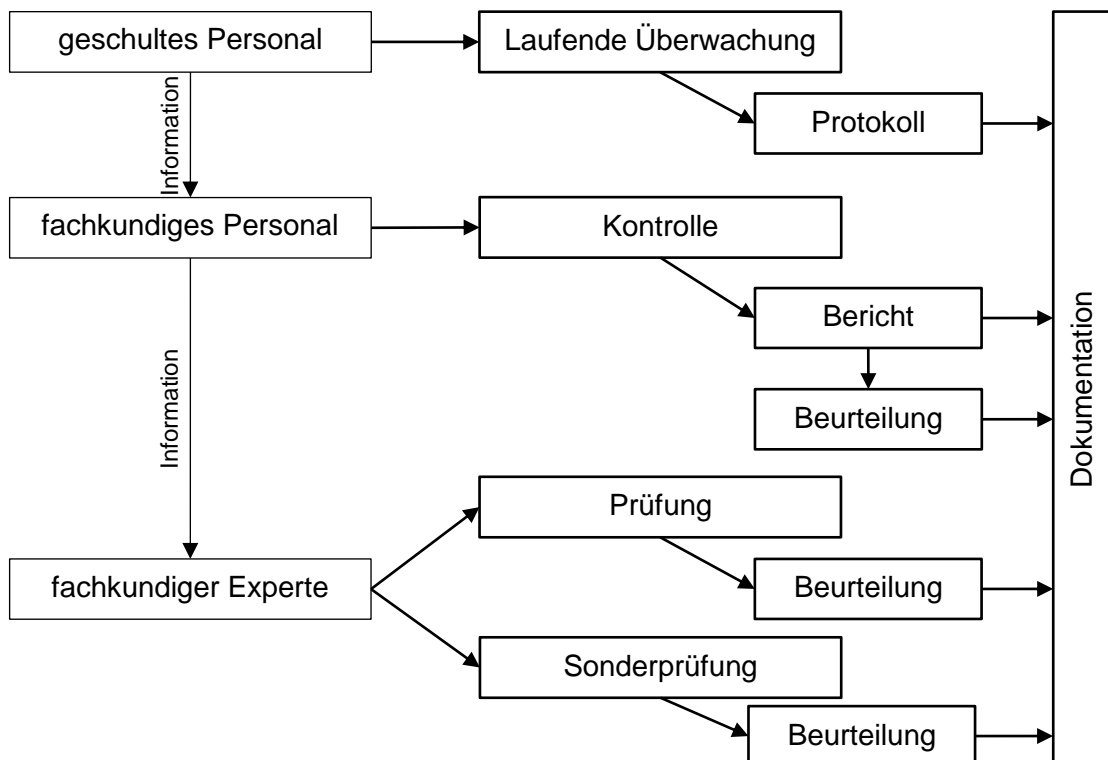 geschultes Personal
Laufende Überwachung
Protokoll
Information
fachkundiges Personal
Kontrolle
Bericht
Beurteilung
Information
Prüfung
fachkundiger Experte
Beurteilung
Sonderprüfung
Beurteilung
Dokumentation